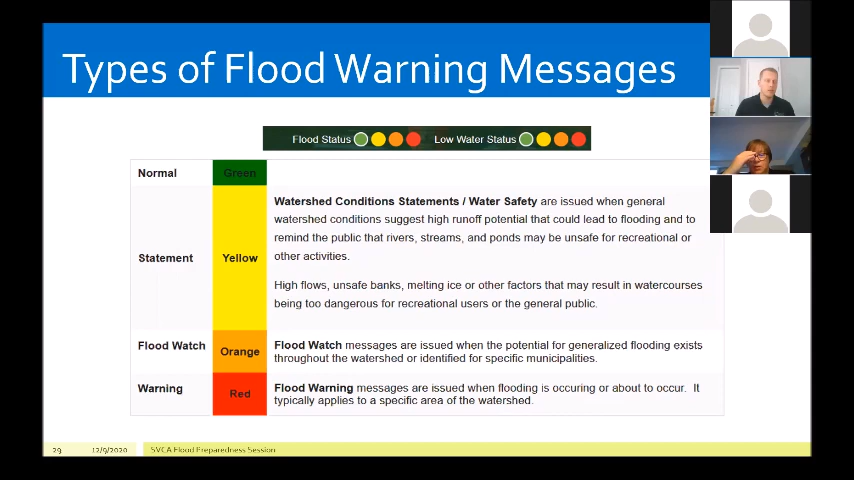 Types of Flood Warning Messages
Flood Status Low Water Status
Normal Green
Watershed Conditions Statements / Water Safety are issued when general
watershed conditions suggest high runoff potential that could lead to flooding and to
remind the public that rivers, streams, and ponds may be unsafe for recreational or
other activities.
Statement Yellow
High flows, unsafe banks, melting ice or other factors that may result in watercourses
being too dangerous for recreational users or the general public.
Flood Watch Orange
Flood Watch messages are issued when the potential for generalized flooding exists
throughout the watershed or identified for specific municipalities.
Warning Red
Flood Warning messages are issued when flooding is occuring or about to occur. It
typically applies to a specific area of the watershed.
29 12/9/2020 SVCA Flood Preparedness Session